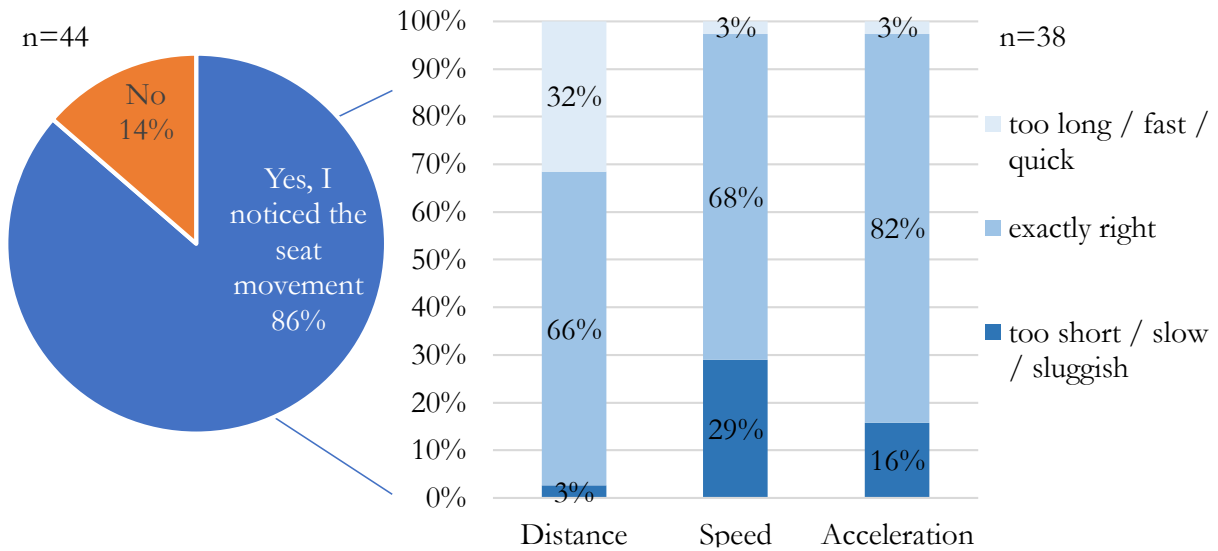 n=44
No
14%
Yes, I
noticed the
seat
movement
86%
100%
90%
80%
70%
60%
50%
40%
30%
20%
10%
0%
32%
66%
3%
3%
68%
29%
3%
82%
16%
Distance
Speed
Acceleration
n=38
too long / fast /
quick
exactly right
too short / slow
/ sluggish